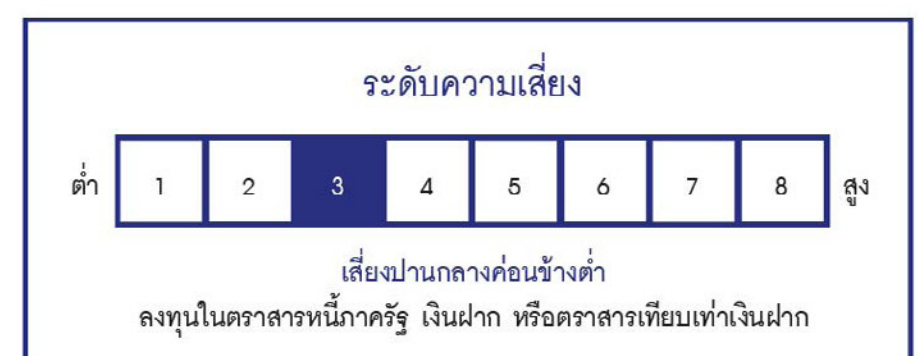 ระดับความเสี่ยง
ต่ำ 1 2 3 4 5 6 7 8 สูง
เสี่ยงปานกลางค่อนข้างต่ำ
ลงทุนในตราสารหนี้ภาครัฐ เงินฝาก หรือตราสารเทียบเท่าเงินฝาก